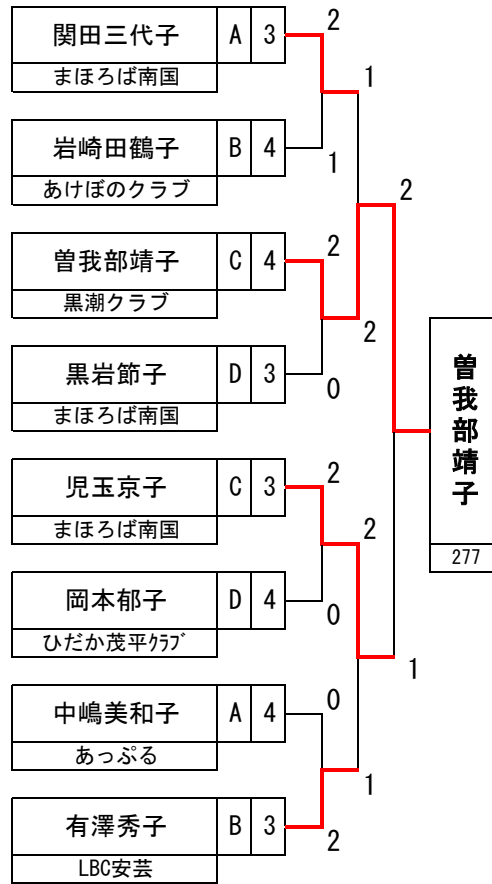 関田三代子 A 3 2
まほろば南国
1
岩崎田鶴子 B 4 1
あけぼのクラブ
2
曽我部靖子 C 4 2
黒潮クラブ
2
黒岩節子 D 3 0
まほろば南国
曽我部靖子
277
児玉京子 C 3 2
まほろば南国
2
岡本郁子 D 4 0
ひだか茂平ｸﾗﾌﾞ
1
中嶋美和子 A 4 0
あっぷる
1
有澤秀子 B 3 2
LBC安芸